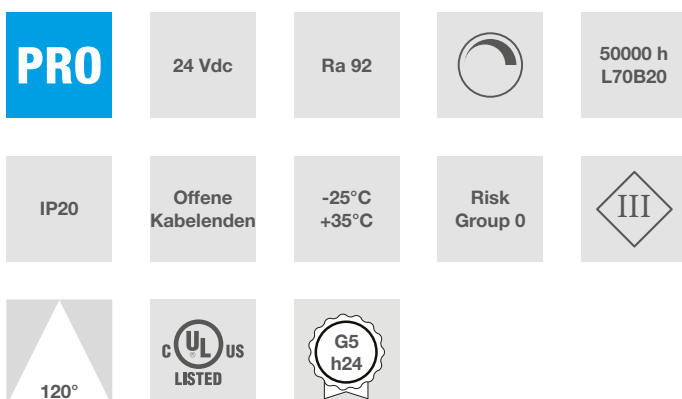 PRO
24 Vdc
Ra 92
50000 h
L70B20
IP20
Offene
Kabelenden
-25°C
+35°C
Risk
Group 0
III
120°
C UL ® US
LISTED
G5
h24